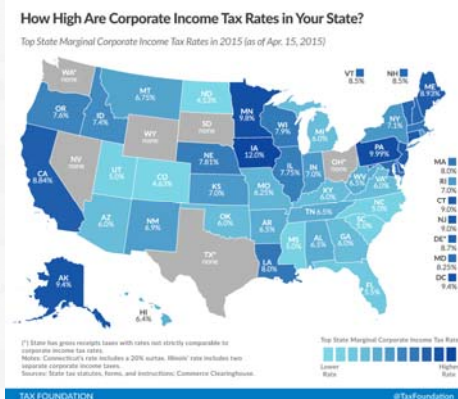 How High Are Corporate Income Tax Rates in Your State?
Top State Marginal Corporate Income Tax Rates in 2015 (as of Apr. 15, 2015)
VT
8.5%
NH
8.5%
WA*
none
MT
6.75%
ND
4.53%
MN
9.8%
ME
8.93%
OR
7.6%
ID
7.4%
SD
none
WI
7.9%
MI
6.0%
NY
7.1%
WY
none
IA
12.0%
PA
9.99%
NE
7.81%
NV
none
UT
5.0%
CO
4.63%
IL
7.75%
IN
7.0%
OH*
none
CA
8.84%
KS
7.0%
MO
6.25%
KY
6.0%
WV
6.5%
VA*
6.0%
MA
8.0%
RI
7.0%
CT
9.0%
NJ
9.0%
DE*
8.7%
MD
8.25%
DC
9.4%
AZ
6.0%
NM
6.9%
OK
6.0%
AR
6.5%
TN 6.5%
NC
5.0%
SC
5.0%
TX*
none
LA
8.0%
MS
5.0%
AL
6.5%
GA
6.0%
FL
5.5%
AK
9.4%
HI
6.4%
(*) State has gross receipts taxes with rates not strictly comparable to
corporate income tax rates.
Notes: Connecticut's rate includes a 20% surtax. Illinois' rate includes two
separate corporate income taxes.
Sources: State tax statutes, forms, and instructions; Commerce Clearinghouse.
Top State Marginal Corporate Income Tax Rate
Lower
Rate
Higher
Rate
TAX FOUNDATION
@TaxFoundation